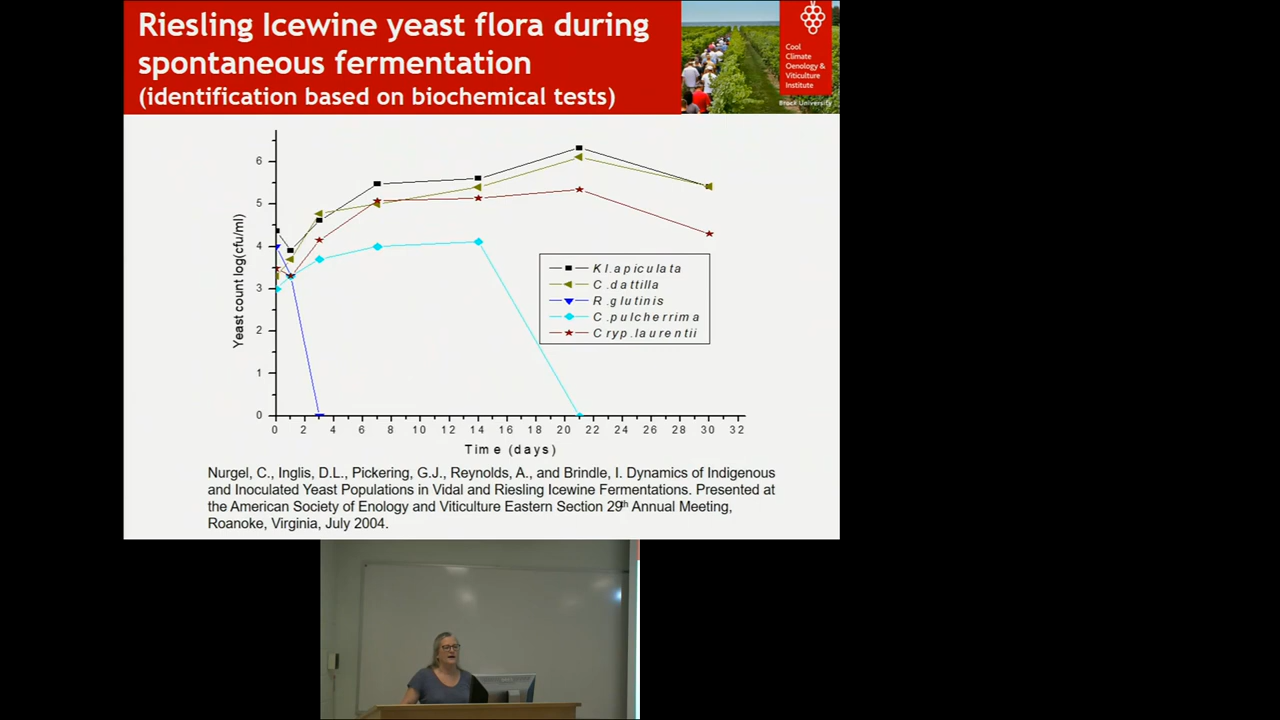 Riesling Icewine yeast flora during
spontaneous fermentation
(identification based on biochemical tests)
Cool
Climate
Oenology &
Viticulture
Institute
Brock University
Yeast count log(cfu/ml)
6
5
4
3
2
1
0
0 2 4 6 8 10 12 14 16 18 20 22 24 26 28 30 32
Time (days)
Kl.apiculata
C.dattilla
R.glutinis
C.pulcherrima
Cryp.laurentii
Nurgel, C., Inglis, D.L., Pickering, G.J., Reynolds, A., and Brindle, I. Dynamics of Indigenous
and Inoculated Yeast Populations in Vidal and Riesling Icewine Fermentations. Presented at
the American Society of Enology and Viticulture Eastern Section 29th Annual Meeting,
Roanoke, Virginia, July 2004.